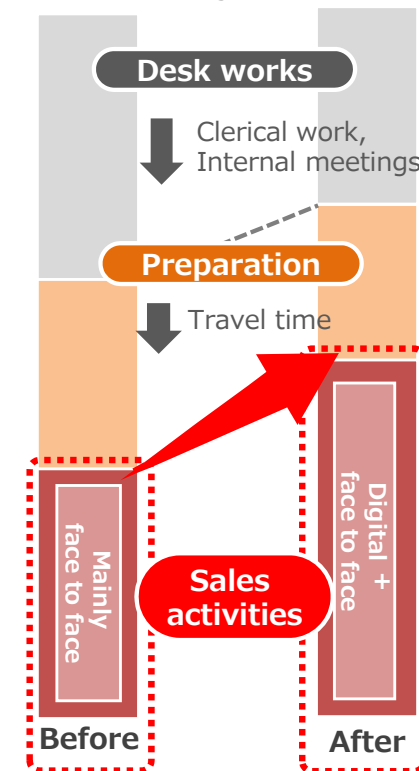 Desk works
Clerical work,
Internal meetings
Preparation
Travel time
Mainly
face to face
Digital +
face to face
Sales
activities
Before
After